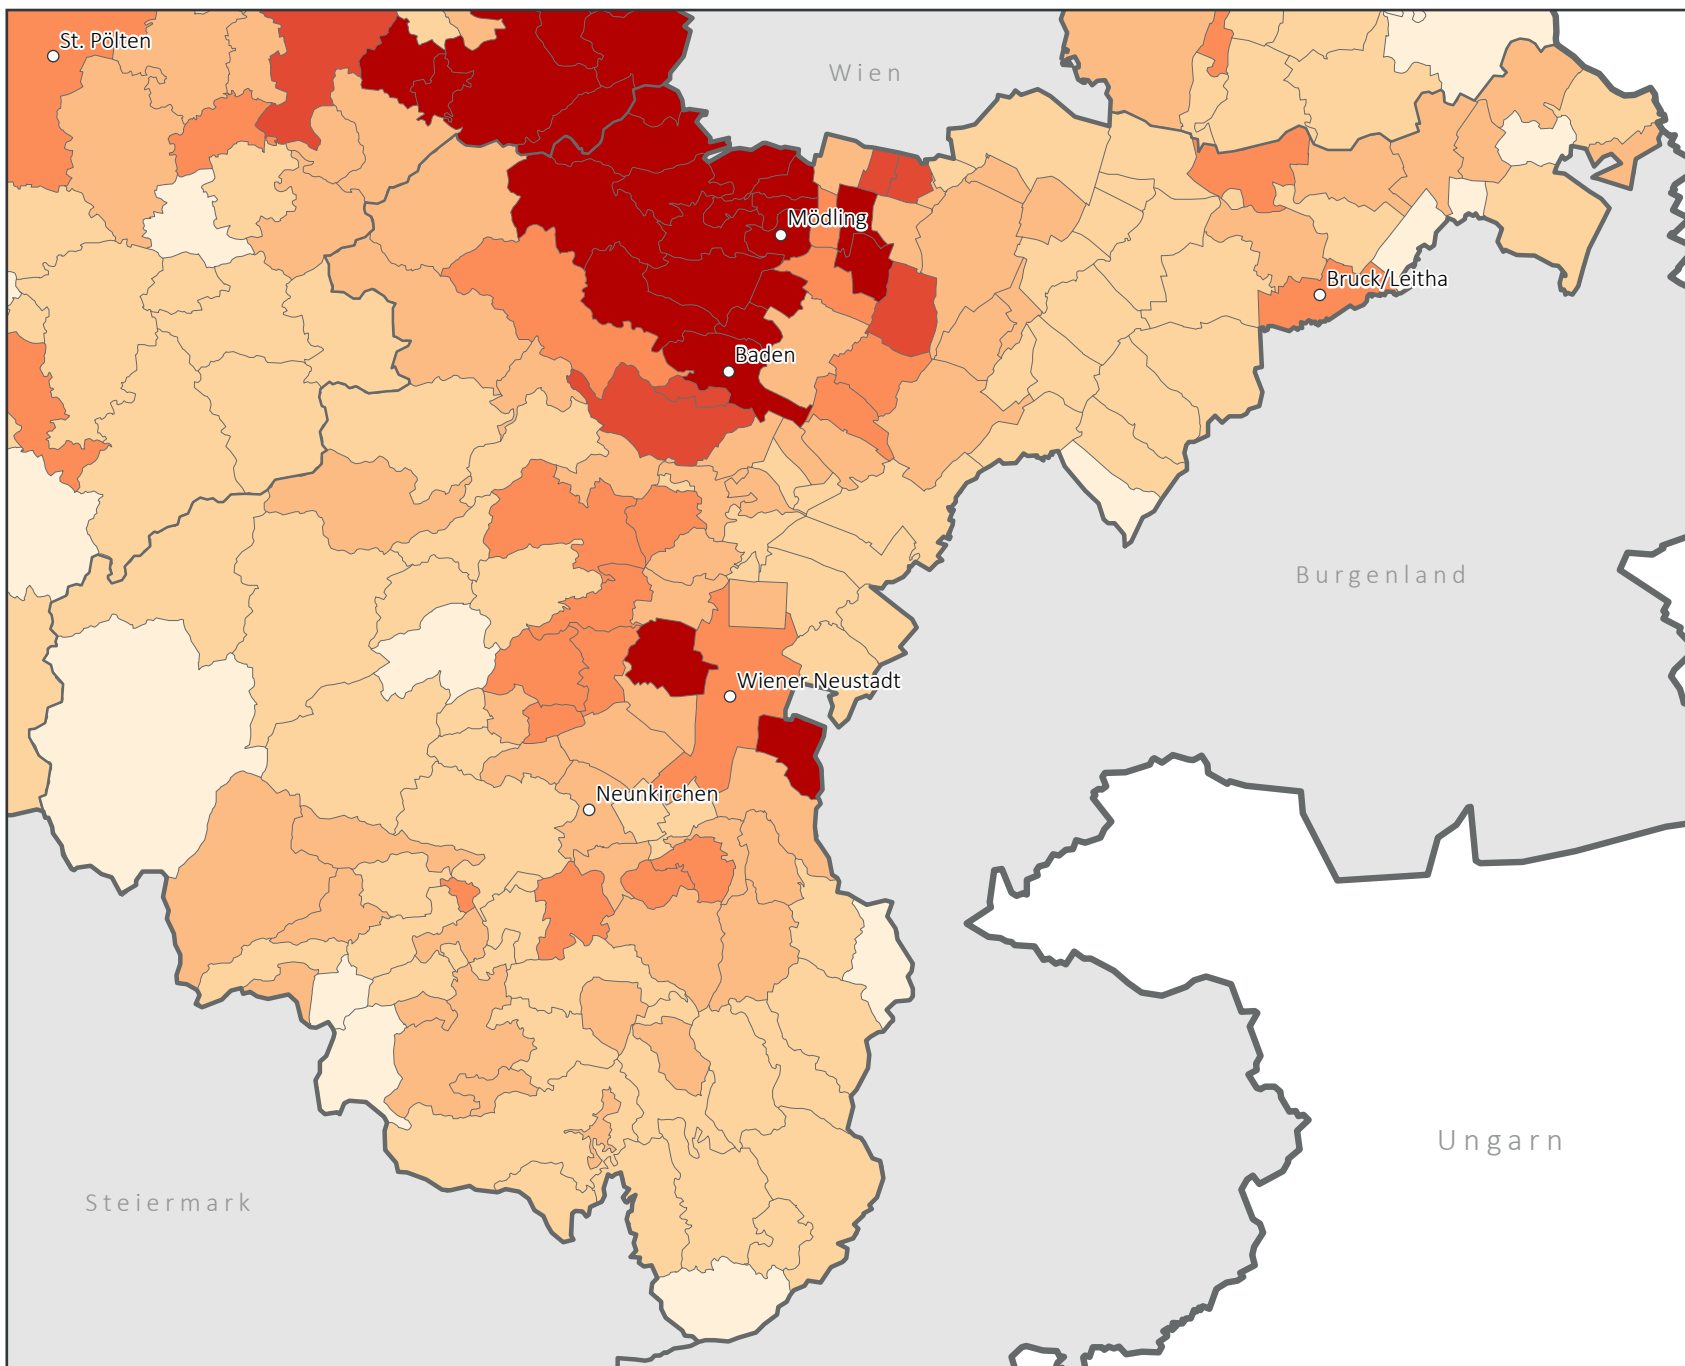 St. Pölten
Wien
Mödling
Bruck/Leitha
Baden
Burgenland
Wiener Neustadt
Neunkirchen
Ungarn
Steiermark